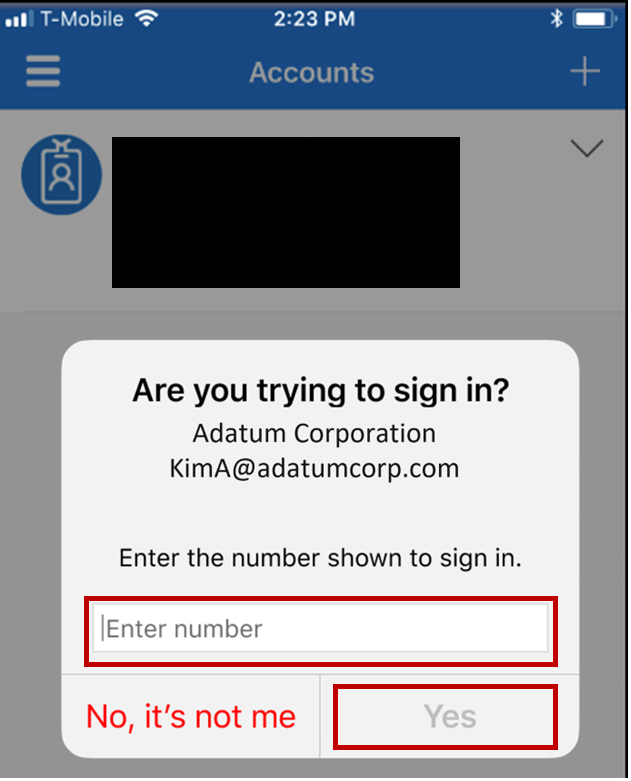 T-Mobile 2:23 PM
Accounts
Are you trying to sign in?
Adatum Corporation
KimA@adatumcorp.com
Enter the number shown to sign in.
Enter number
No, it's not me Yes